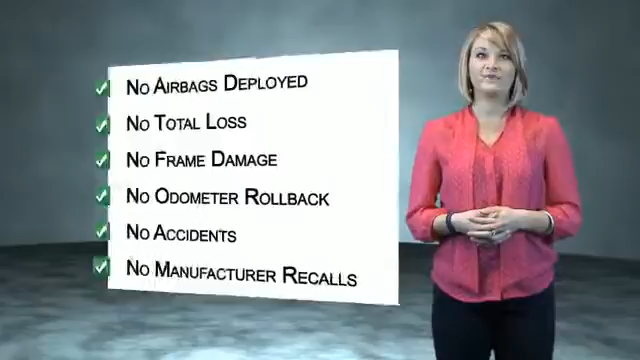 No Airbags Deployed
No Total Loss
No Frame Damage
No Odometer Rollback
No Accidents
No Manufacturer Recalls